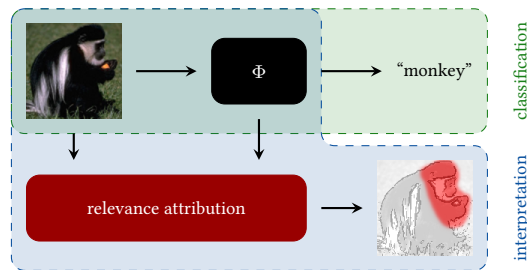 Φ
“monkey”
classification
relevance attribution
interpretation